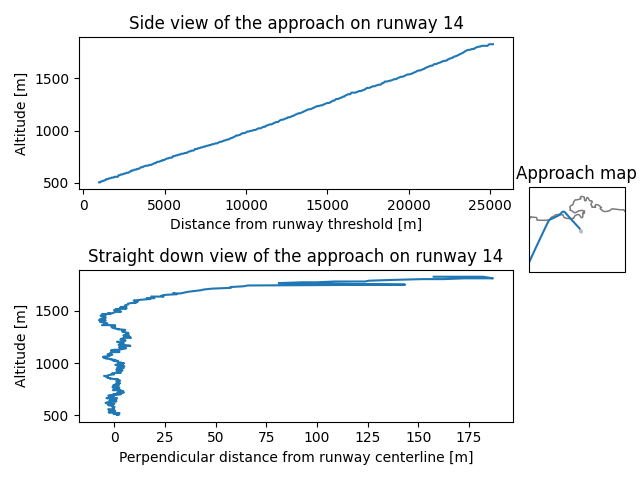 Side view of the approach on runway 14
Altitude [m]
1500
1000
500
0 5000 10000 15000 20000 25000
Distance from runway threshold [m]
Approach map
Straight down view of the approach on runway 14
Altitude [m]
1500
1000
500
0 25 50 75 100 125 150 175
Perpendicular distance from runway centerline [m]